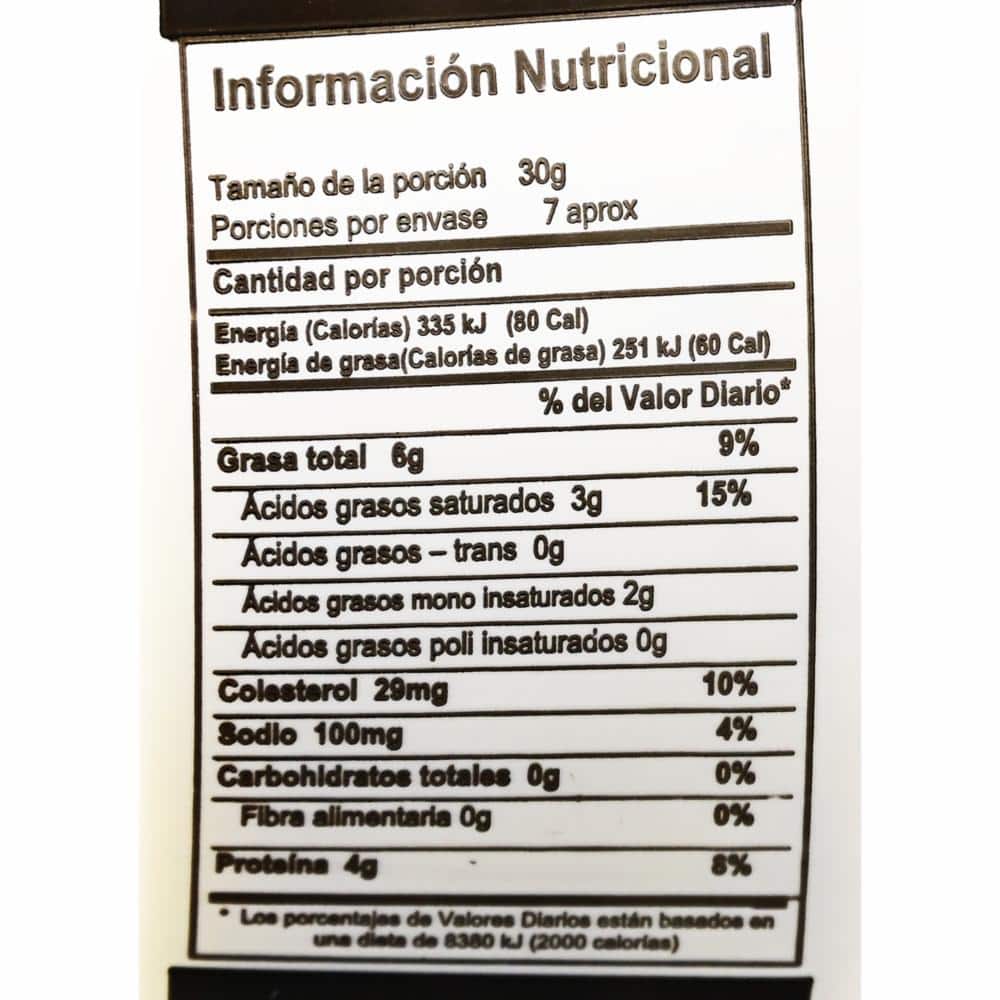 Información Nutricional
Tamaño de la porción 30g
Porciones por envase 7 aprox
Cantidad por porción
Energía (Calorías) 335 kJ (80 Cal)
Energía de grasa(Calorías de grasa) 251 kJ (60 Cal)
% del Valor Diario*
Grasa total 6g 9%
Ácidos grasos saturados 3g 15%
Ácidos grasos – trans 0g
Ácidos grasos mono insaturados 2g
Ácidos grasos poli insaturados 0g
Colesterol 29mg 10%
Sodio 100mg 4%
Carbohidratos totales 0g 0%
Fibra alimentaria 0g 0%
Proteína 4g 8%
* Los porcentajes de Valores Diarios están basados en
una dieta de 8380 kJ (2000 calorías)